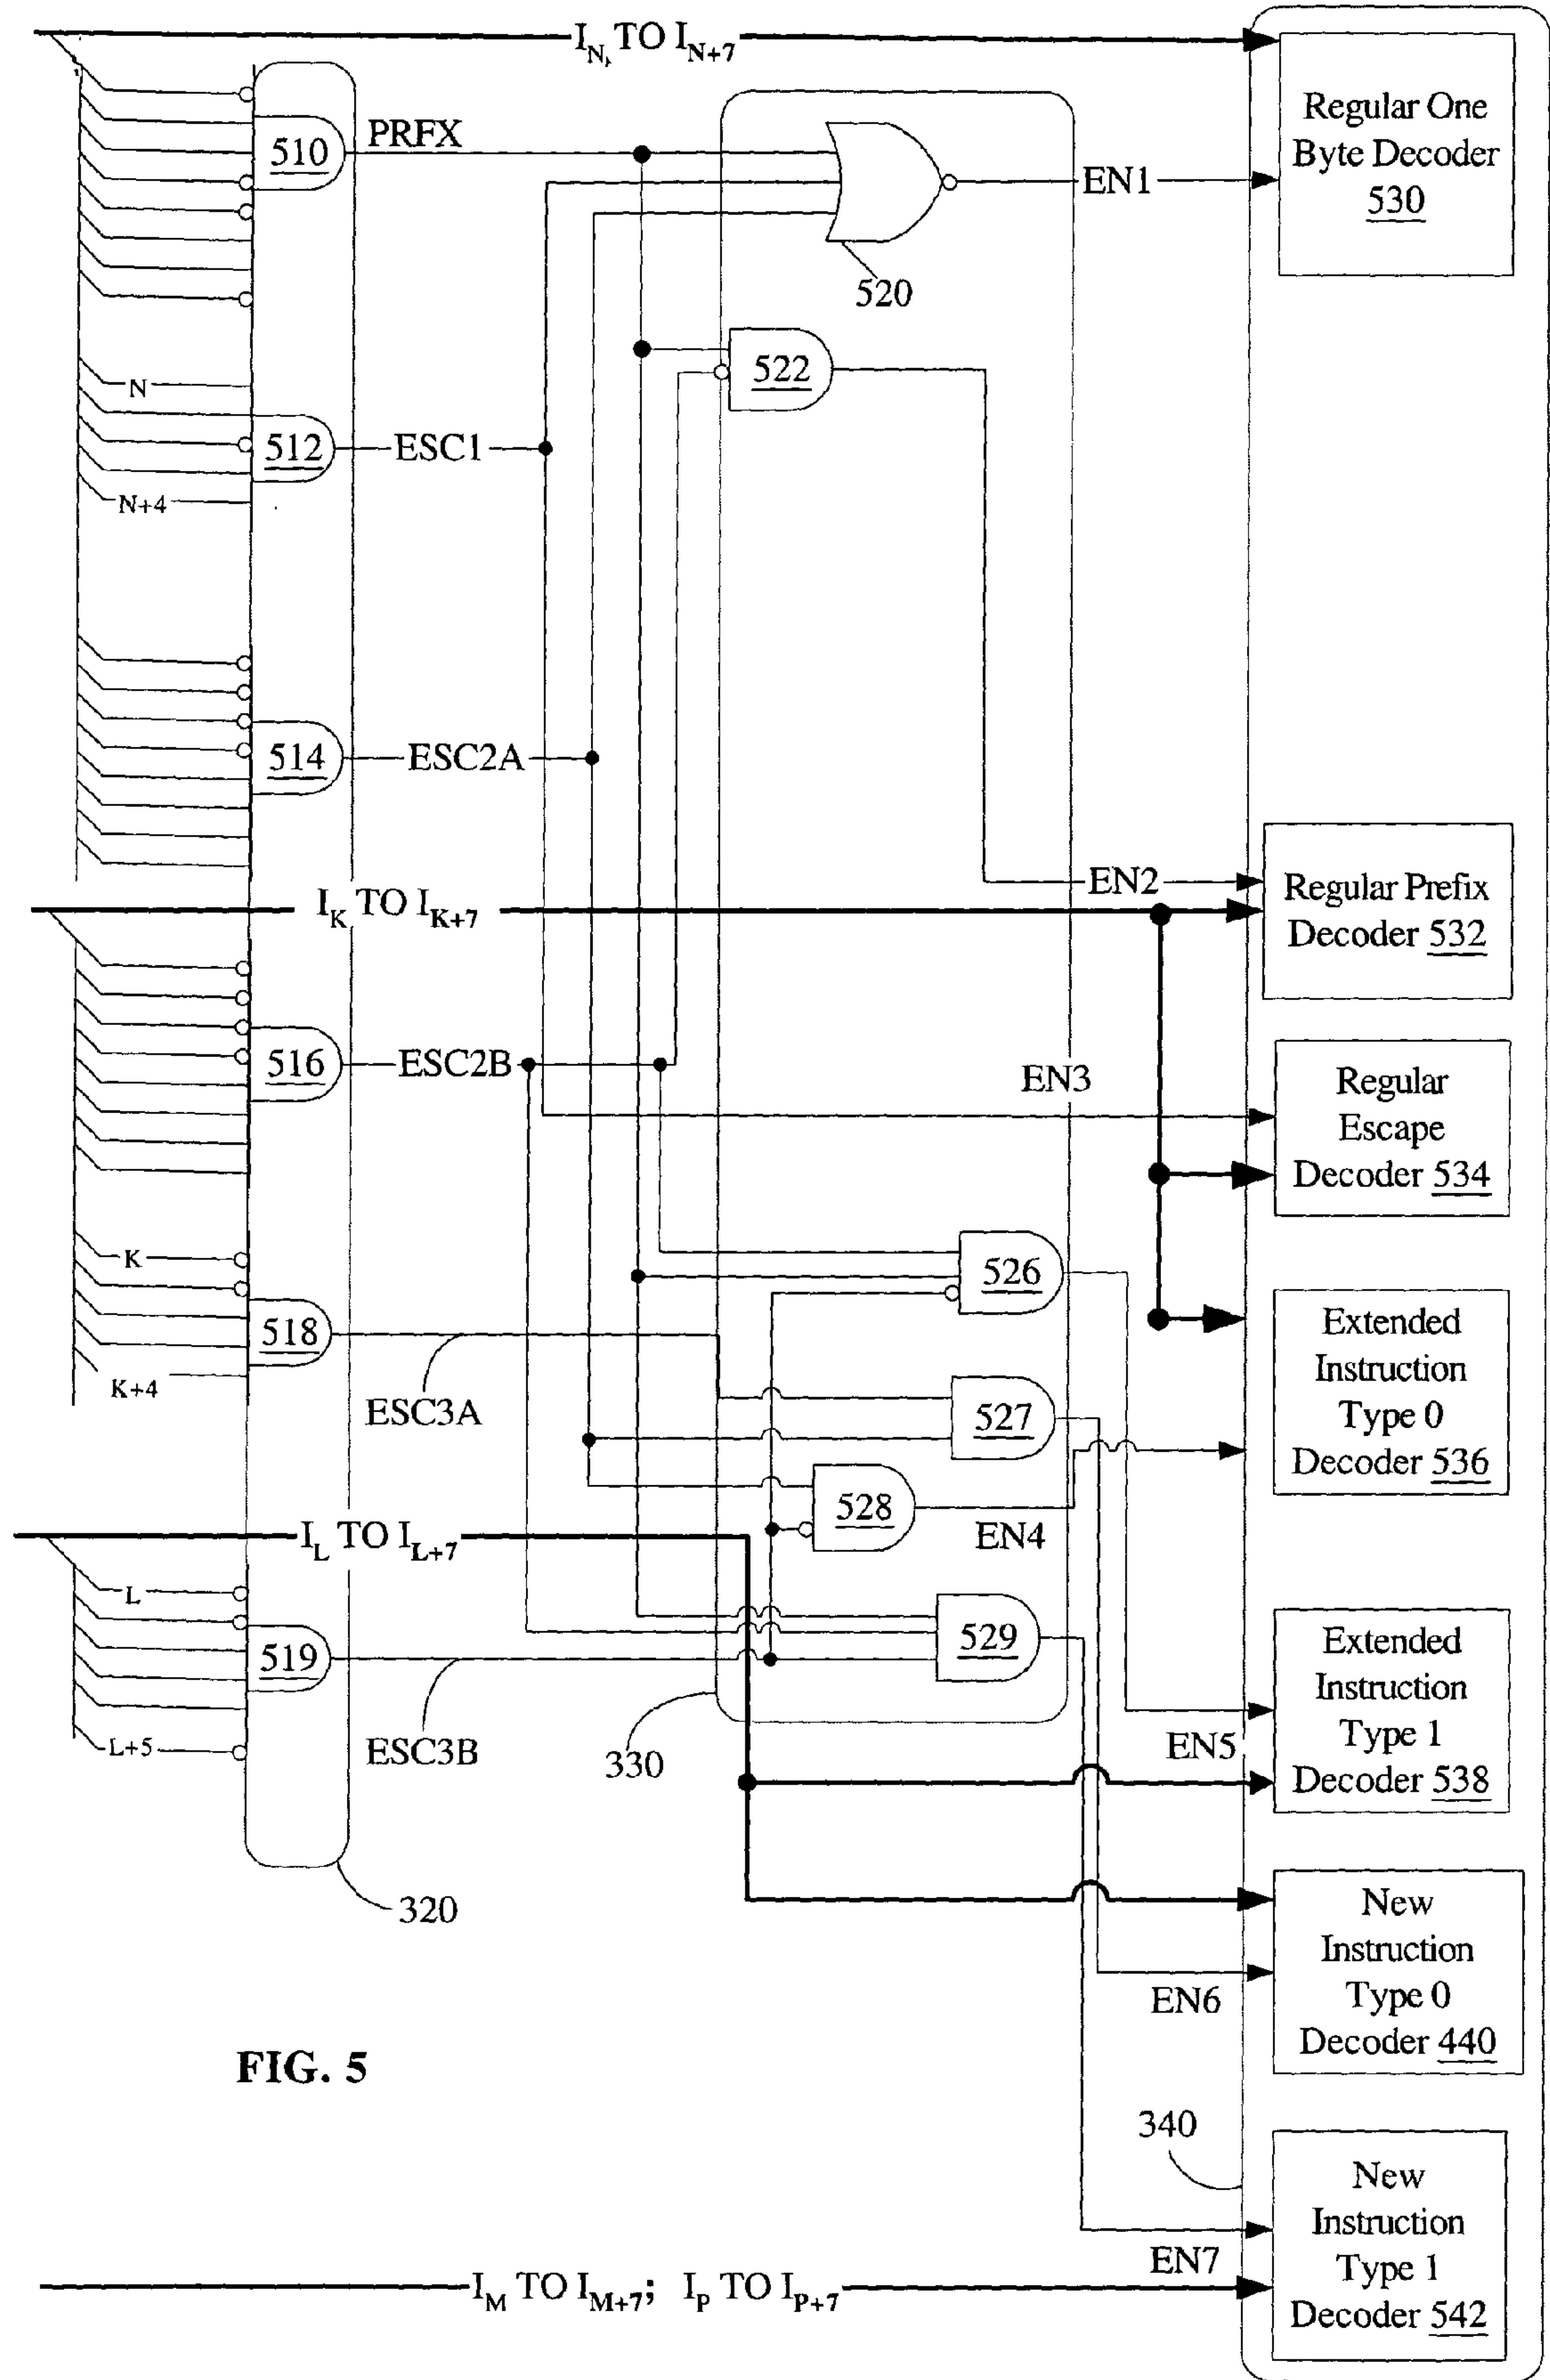 I_N, TO I_N+7
Regular One
Byte Decoder
530
510
PRFX
EN1
520
522
N
512
ESC1
N+4
514
ESC2A
EN2
Regular Prefix
Decoder 532
I_K TO I_K+7
516
ESC2B
EN3
Regular
Escape
Decoder 534
K
526
518
K+4
ESC3A
527
Extended
Instruction
Type 0
Decoder 536
528
EN4
I_L TO I_L+7
L
519
L+5
ESC3B
529
330
EN5
Extended
Instruction
Type 1
Decoder 538
320
EN6
New
Instruction
Type 0
Decoder 440
FIG. 5
340
EN7
New
Instruction
Type 1
Decoder 542
I_M TO I_M+7; I_P TO I_P+7